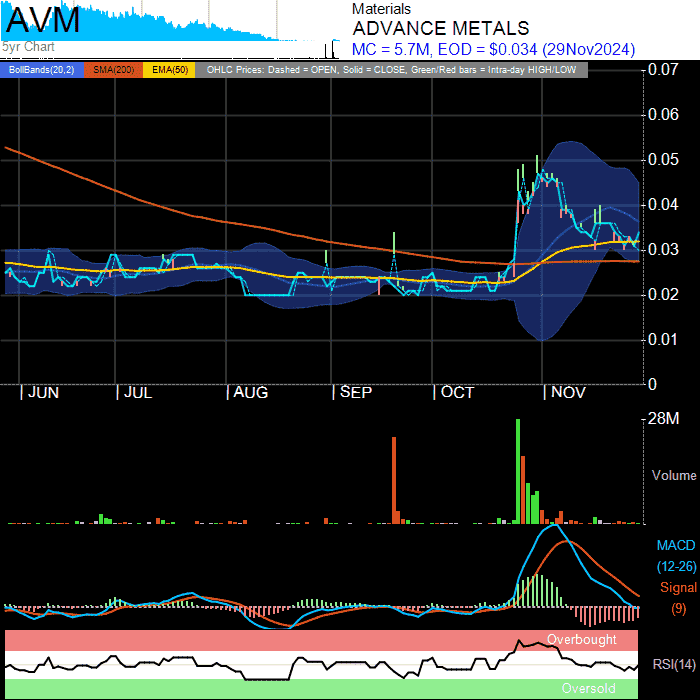 AVM
5yr Chart
Materials
ADVANCE METALS
MC = 5.7M, EOD = $0.034 (29Nov2024)
BollBands(20,2) SMA(200) EMA(50) OHLC Prices: Dashed = OPEN, Solid = CLOSE, Green/Red bars = Intra-day HIGH/LOW
0.07
0.06
0.05
0.04
0.03
0.02
0.01
0
JUN JUL AUG SEP OCT NOV
28M
Volume
MACD
(12-26)
Signal
(9)
Overbought
RSI(14)
Oversold